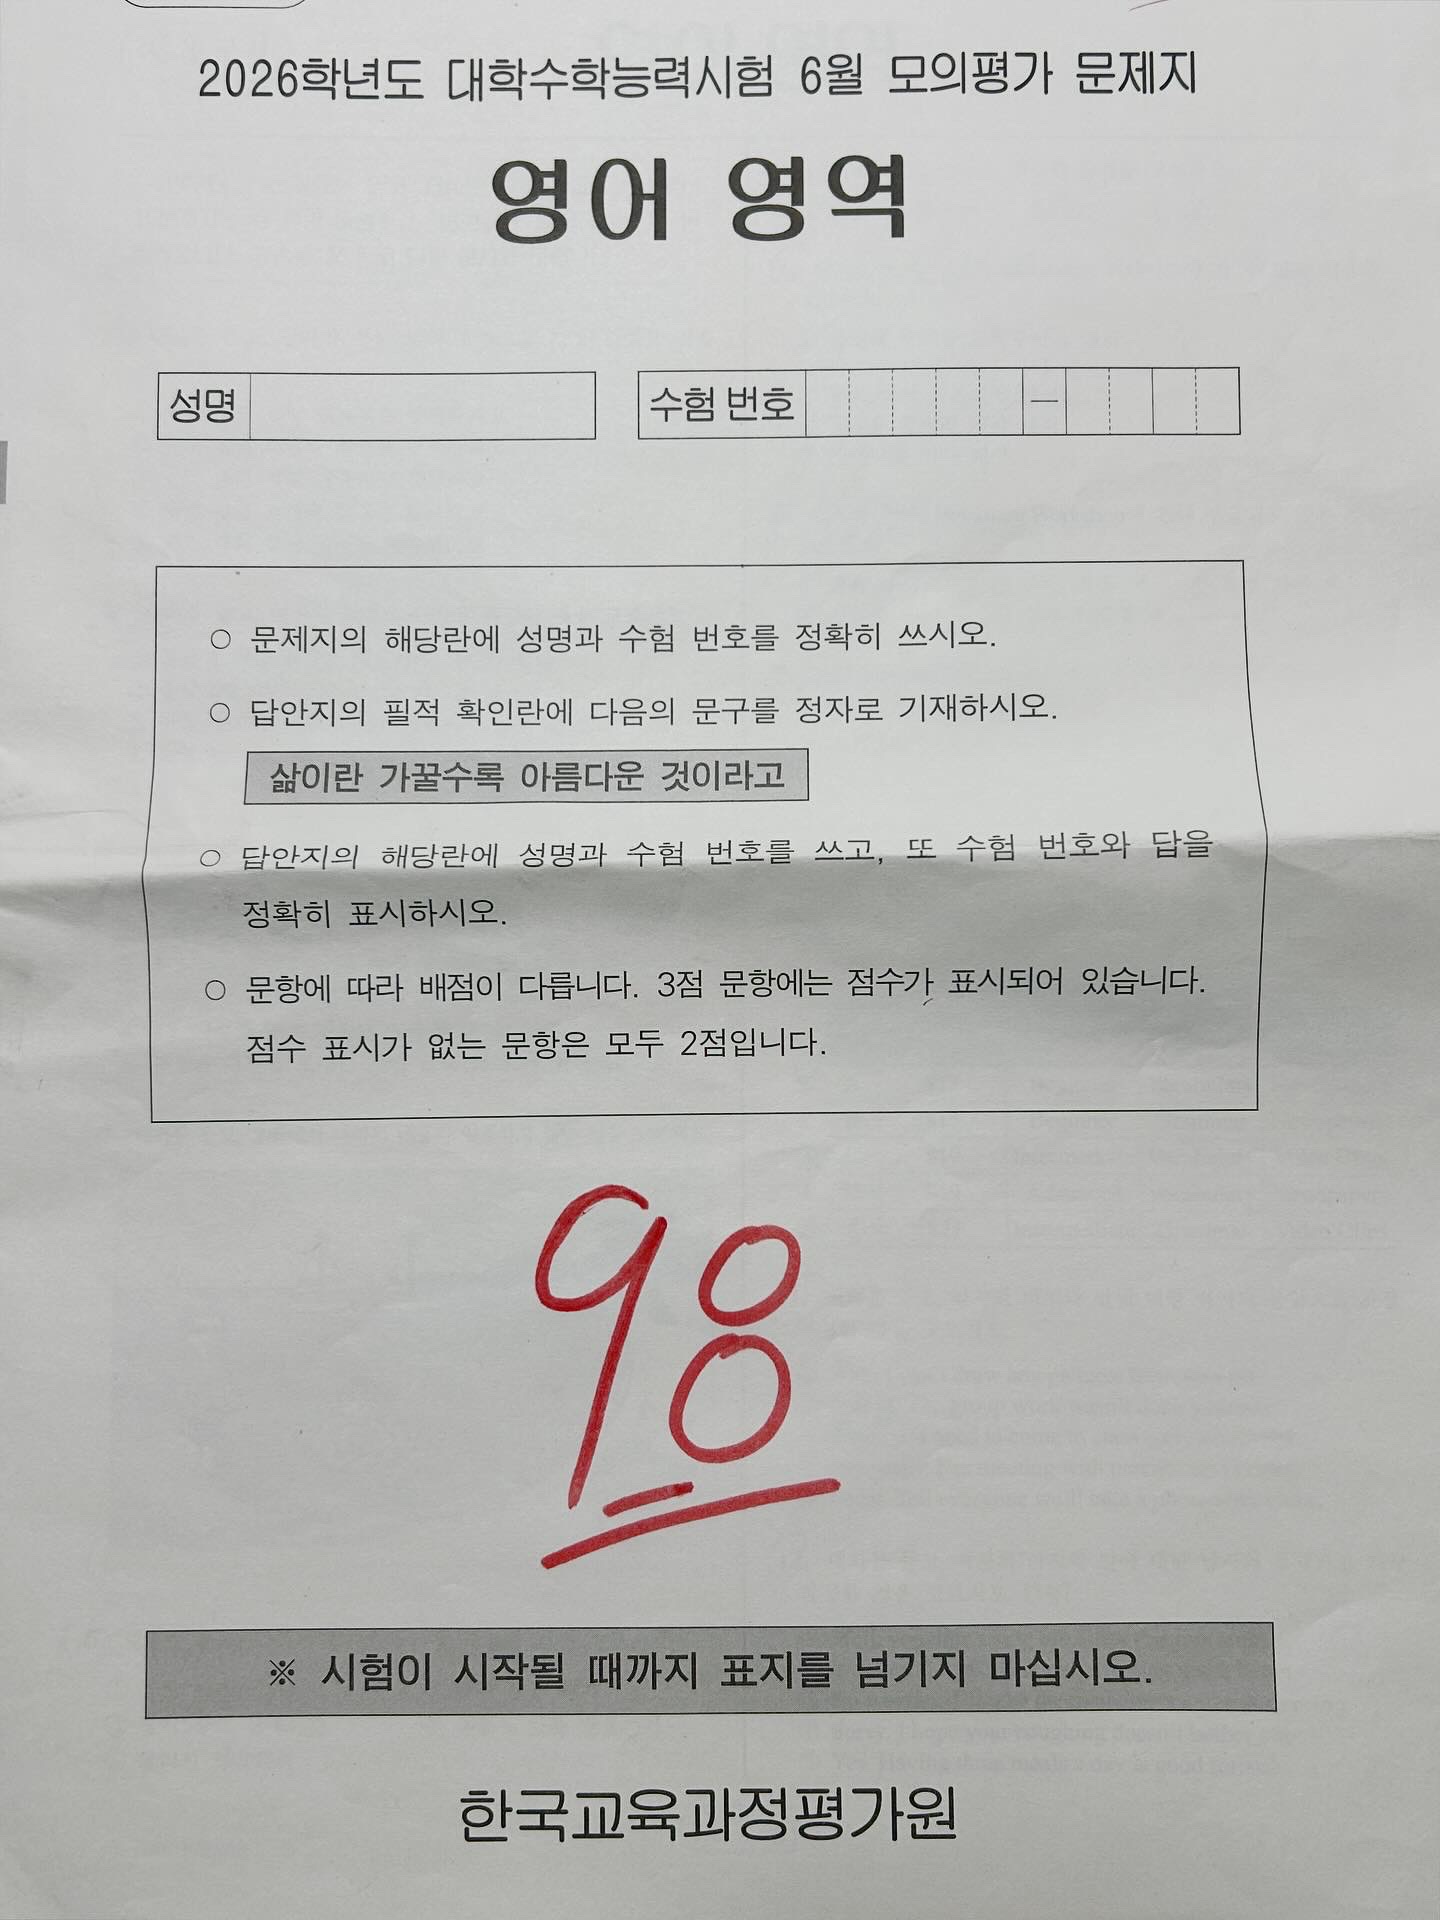 2026학년도 대학수학능력시험 6월 모의평가 문제지
영어 영역
성명
수험 번호 —
○ 문제지의 해당란에 성명과 수험 번호를 정확히 쓰시오.
○ 답안지의 필적 확인란에 다음의 문구를 정자로 기재하시오.
삶이란 가꿀수록 아름다운 것이라고
○ 답안지의 해당란에 성명과 수험 번호를 쓰고, 또 수험 번호와 답을
정확히 표시하시오.
○ 문항에 따라 배점이 다릅니다. 3점 문항에는 점수가 표시되어 있습니다.
점수 표시가 없는 문항은 모두 2점입니다.
98
※ 시험이 시작될 때까지 표지를 넘기지 마십시오.
한국교육과정평가원